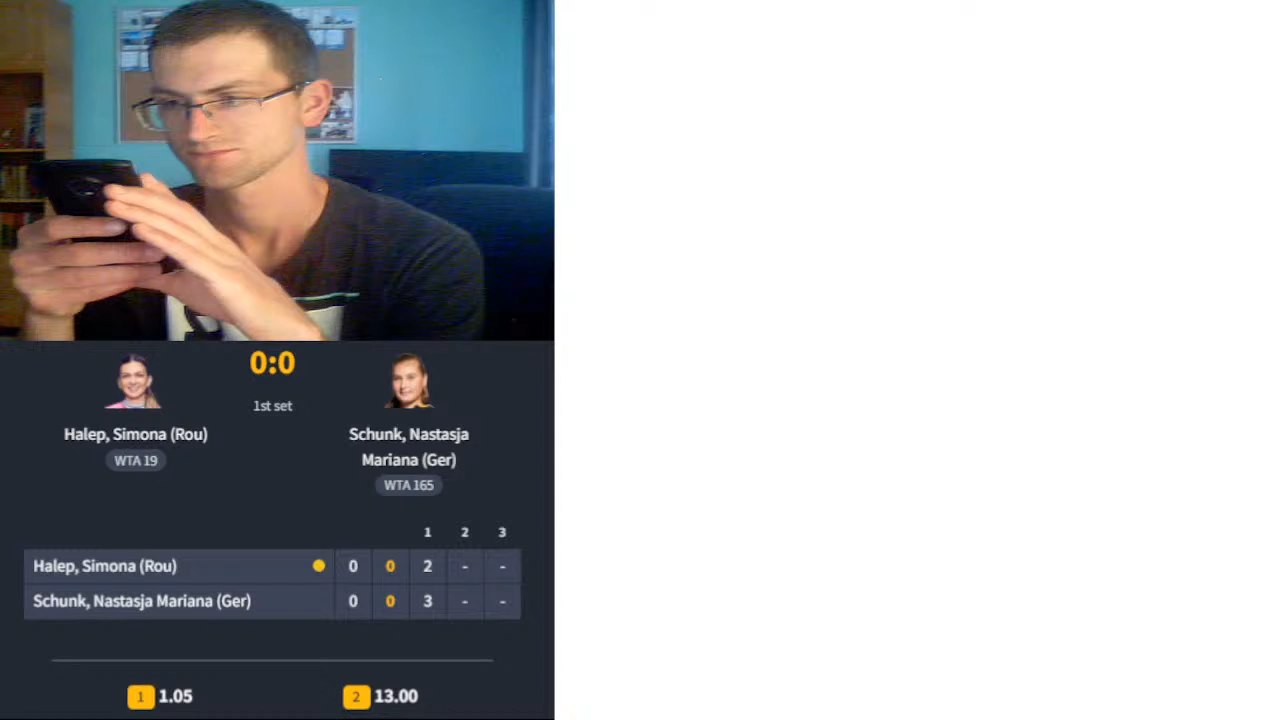 0:0
1st set
Halep, Simona (Rou)
WTA 19
Schunk, Nastasja
Mariana (Ger)
WTA 165
1 2 3
Halep, Simona (Rou) 0 0 2 - -
Schunk, Nastasja Mariana (Ger) 0 0 3 - -
1 1.05
2 13.00